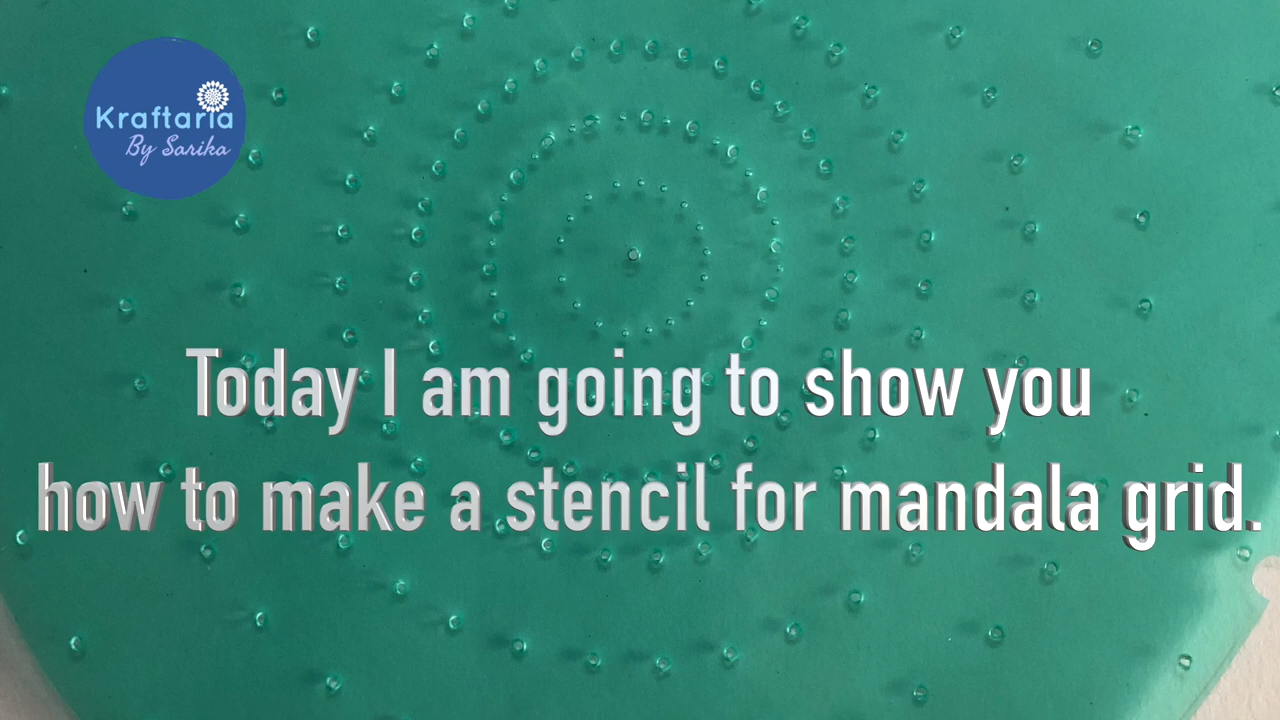 Kraftaria
By Sarika
Today I am going to show you
how to make a stencil for mandala grid.